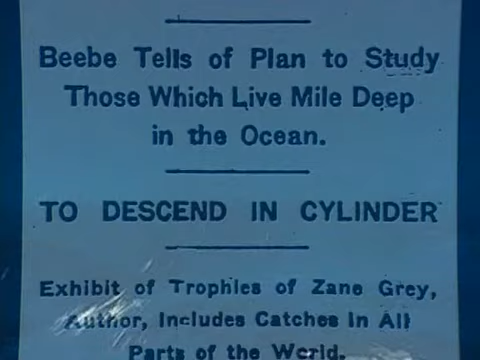 Beebe Tells of Plan to Study
Those Which Live Mile Deep
in the Ocean.
TO DESCEND IN CYLINDER
Exhibit of Trophies of Zane Grey,
Author, Includes Catches in All
Parts of the World.